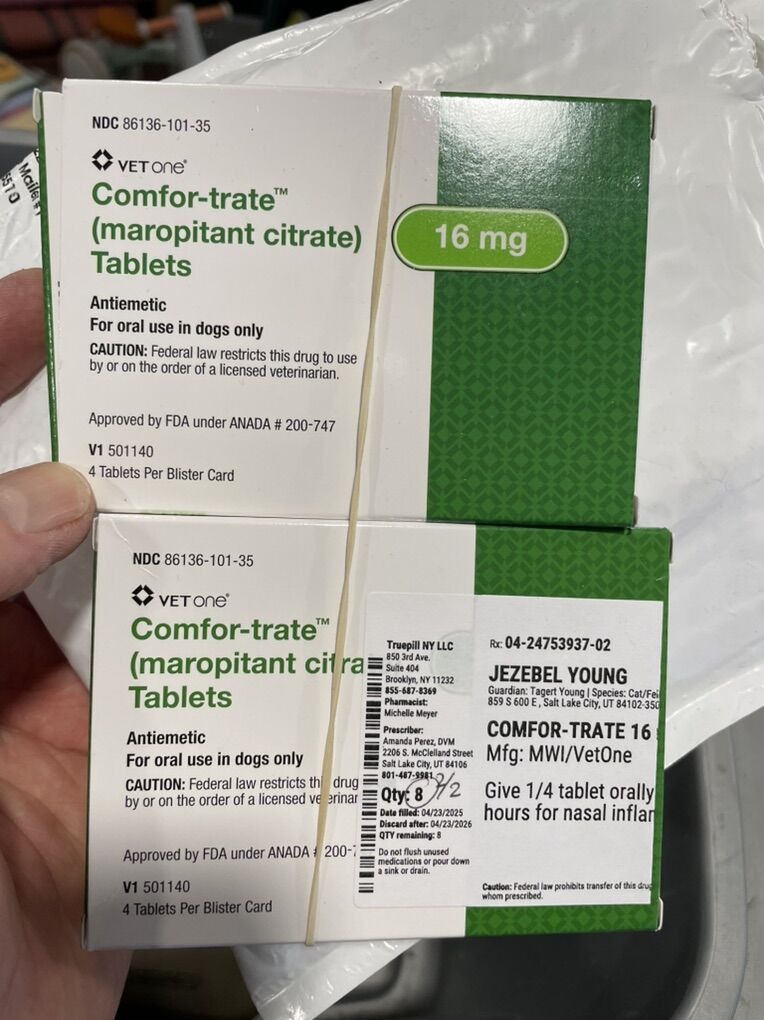 Mailer
NDC 86136-101-35
VET ONE®
Comfor-trate™
(maropitant citrate)
Tablets
16 mg
Antiemetic
For oral use in dogs only
CAUTION: Federal law restricts this drug to use
by or on the order of a licensed veterinarian.
Approved by FDA under ANADA # 200-747
V1 501140
4 Tablets Per Blister Card
NDC 86136-101-35
VET ONE®
Comfor-trate™
(maropitant citra
Tablets
Antiemetic
For oral use in dogs only
CAUTION: Federal law restricts th drug
by or on the order of a licensed ve erinar
Approved by FDA under ANADA # 200-7
V1 501140
4 Tablets Per Blister Card
Truepill NY LLC
850 3rd Ave.
Suite 404
Brooklyn, NY 11232
855-687-8369
Pharmacist:
Michelle Meyer
Prescriber:
Amanda Perez, DVM
2206 S. McClelland Street
Salt Lake City, UT 84106
801-487-9981
Qty: 8 2/2
Date filled: 04/23/2025
Discard after: 04/23/2026
QTY remaining: 8
Do not flush unused
medications or pour down
a sink or drain.
Rx: 04-24753937-02
JEZEBEL YOUNG
Guardian: Tagert Young | Species: Cat/Fel
859 S 600 E , Salt Lake City, UT 84102-350
COMFOR-TRATE 16
Mfg: MWI/VetOne
Give 1/4 tablet orally
hours for nasal inflar
Caution: Federal law prohibits transfer of this drug
whom prescribed.